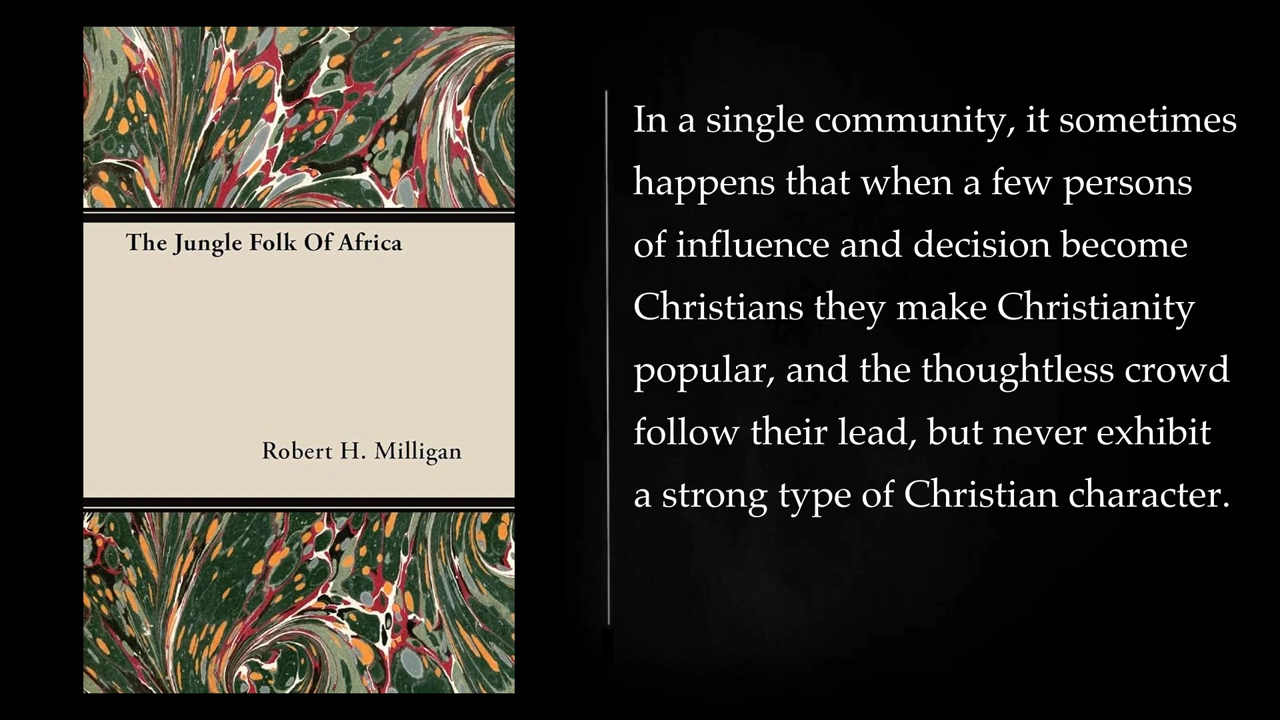 The Jungle Folk Of Africa
Robert H. Milligan
In a single community, it sometimes
happens that when a few persons
of influence and decision become
Christians they make Christianity
popular, and the thoughtless crowd
follow their lead, but never exhibit
a strong type of Christian character.